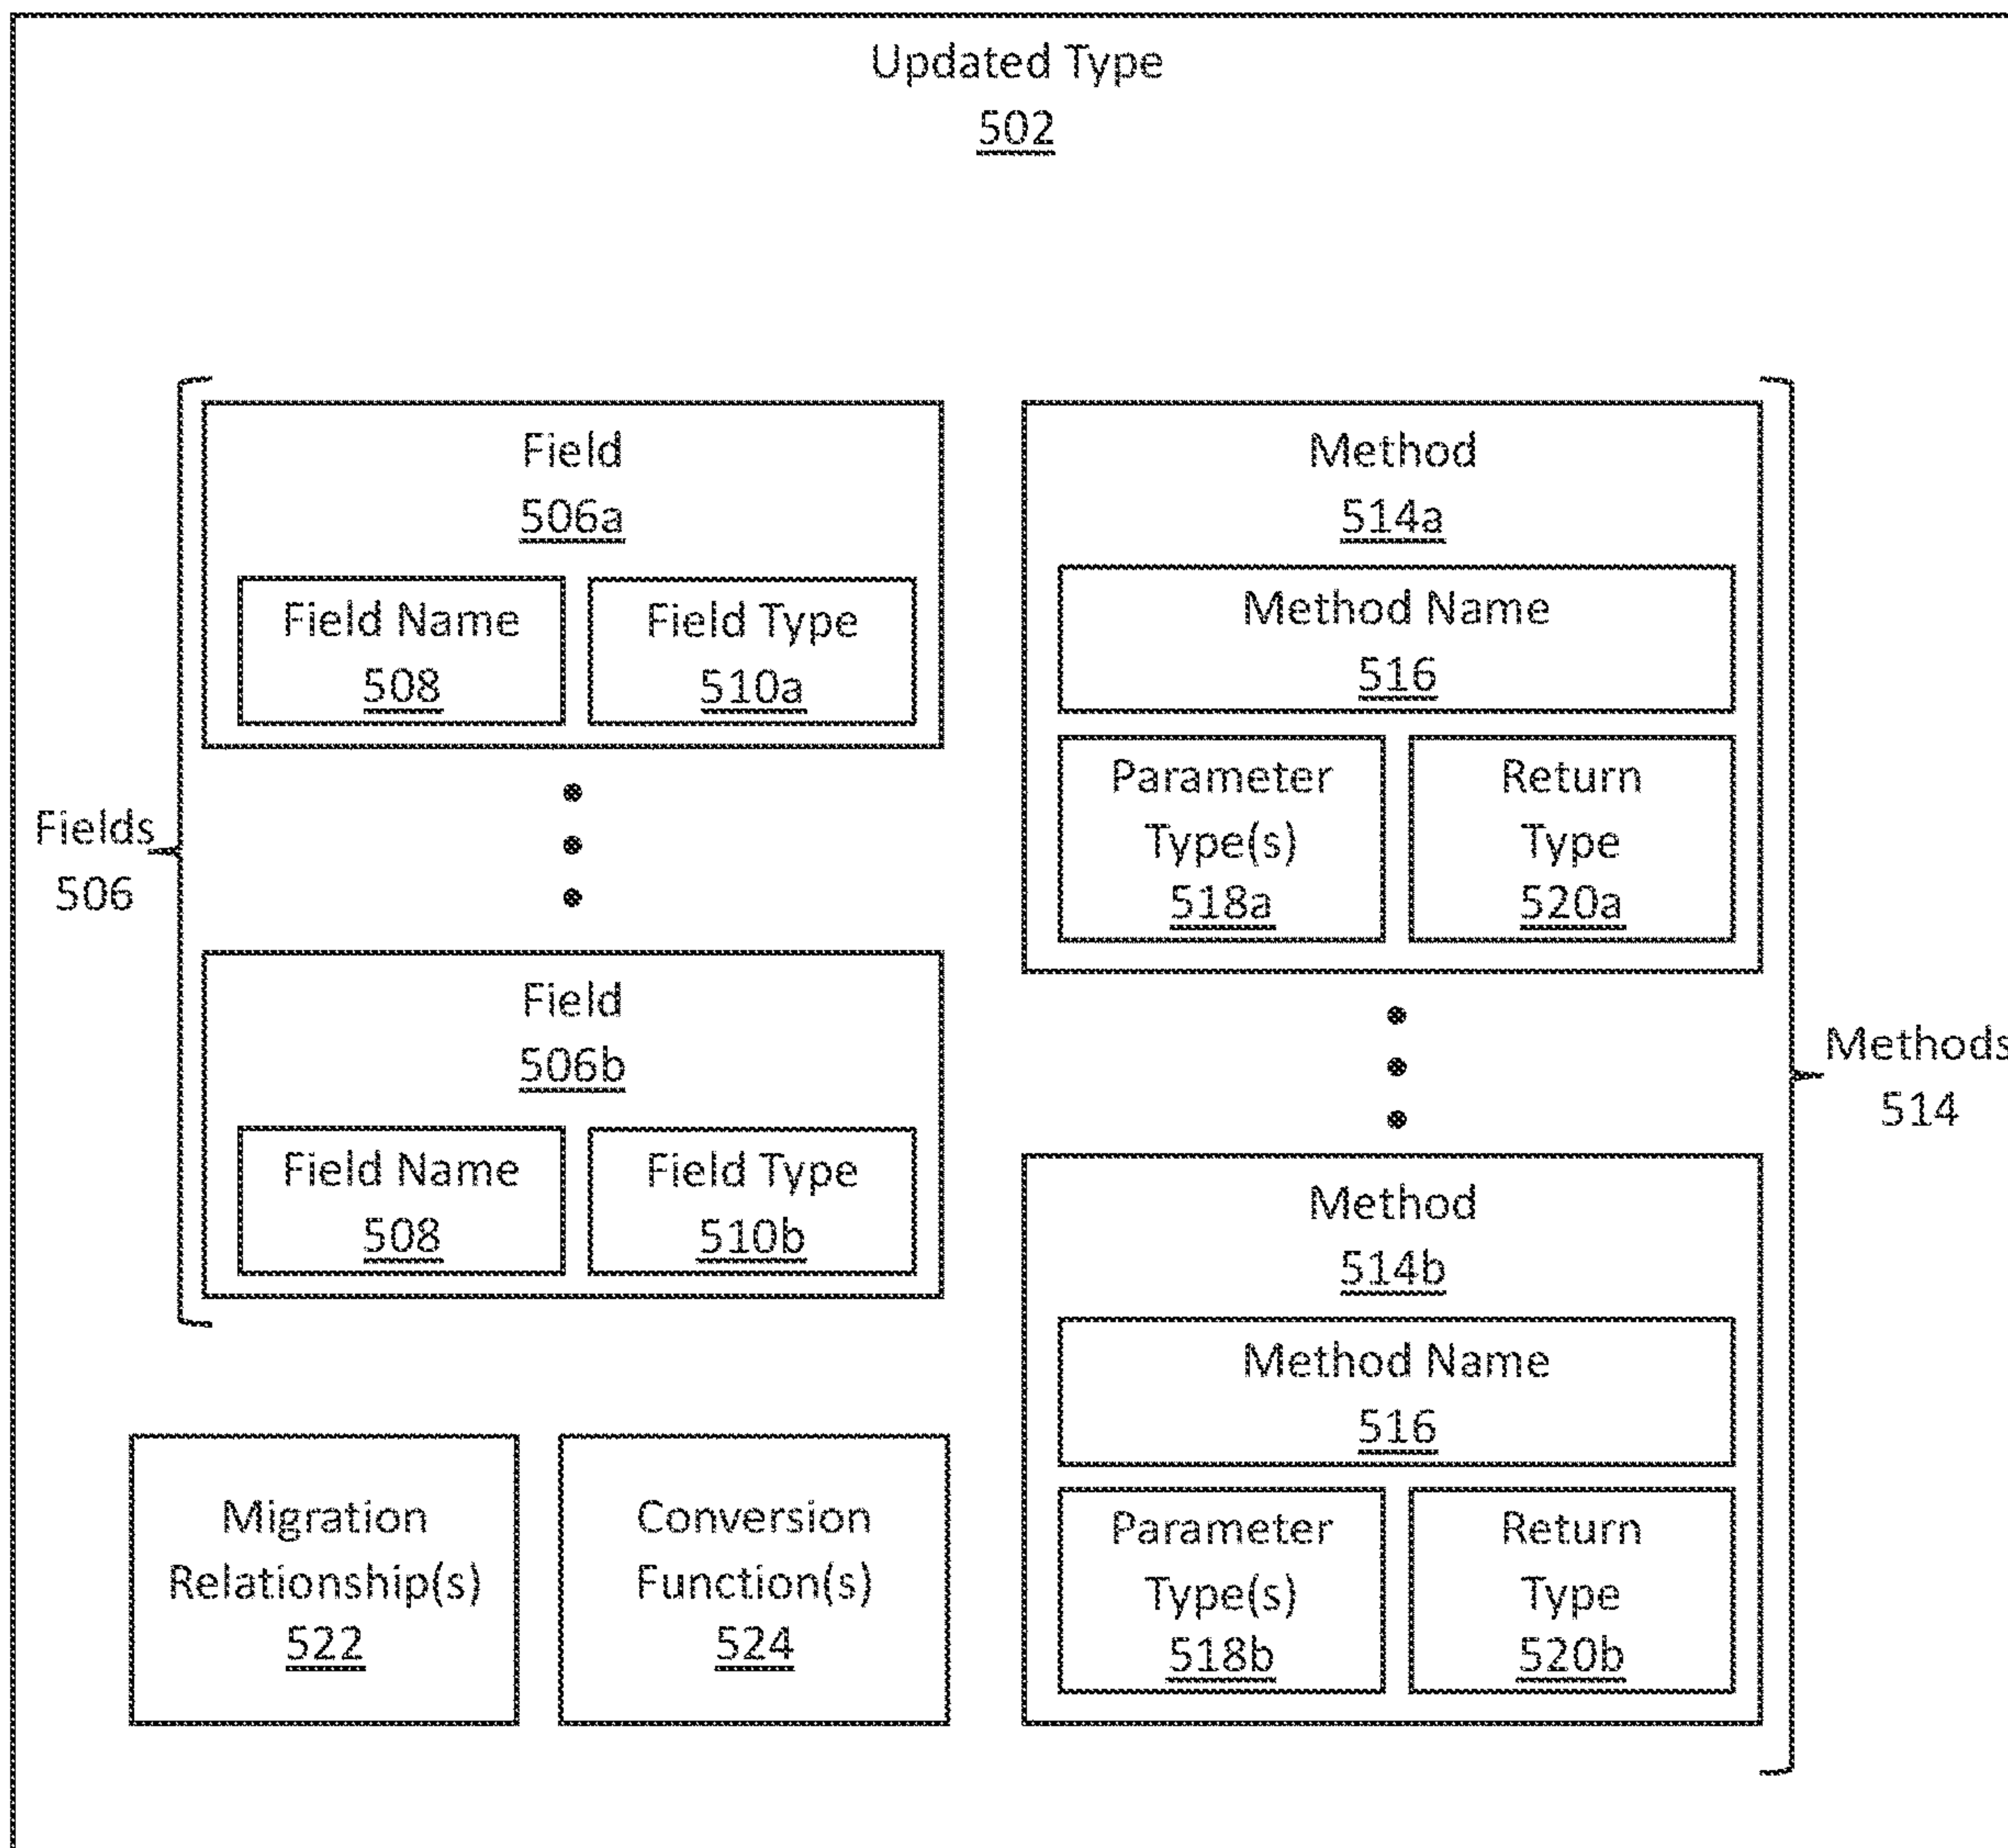 Updated Type
502
Fields
506
Field
506a
Field Name
508
Field Type
510a
Field
506b
Field Name
508
Field Type
510b
Migration
Relationship(s)
522
Conversion
Function(s)
524
Method
514a
Method Name
516
Parameter
Type(s)
518a
Return
Type
520a
Method
514b
Method Name
516
Parameter
Type(s)
518b
Return
Type
520b
Methods
514